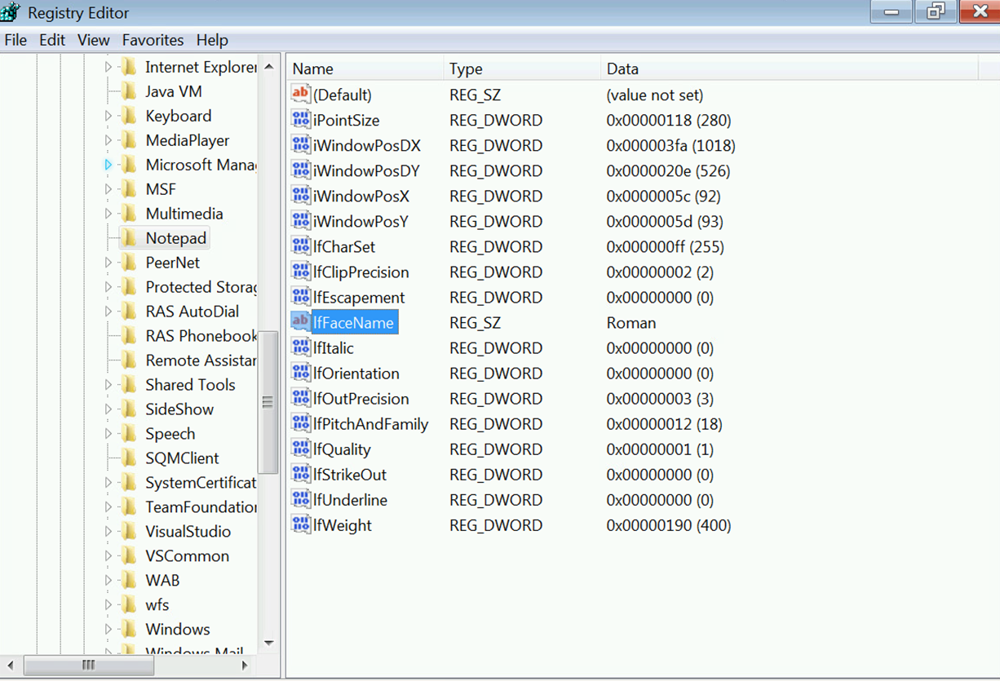 Registry Editor
File Edit View Favorites Help
Internet Explorer
Java VM
Keyboard
MediaPlayer
Microsoft Mana
MSF
Multimedia
Notepad
PeerNet
Protected Storag
RAS AutoDial
RAS Phonebook
Remote Assistar
Shared Tools
SideShow
Speech
SQMClient
SystemCertificat
TeamFoundation
VisualStudio
VSCommon
WAB
wfs
Windows
Windows Mail
Name Type Data
(Default) REG_SZ (value not set)
iPointSize REG_DWORD 0x00000118 (280)
iWindowPosDX REG_DWORD 0x000003fa (1018)
iWindowPosDY REG_DWORD 0x0000020e (526)
iWindowPosX REG_DWORD 0x0000005c (92)
iWindowPosY REG_DWORD 0x0000005d (93)
lfCharSet REG_DWORD 0x000000ff (255)
lfClipPrecision REG_DWORD 0x00000002 (2)
lfEscapement REG_DWORD 0x00000000 (0)
lfFaceName REG_SZ Roman
lfItalic REG_DWORD 0x00000000 (0)
lfOrientation REG_DWORD 0x00000000 (0)
lfOutPrecision REG_DWORD 0x00000003 (3)
lfPitchAndFamily REG_DWORD 0x00000012 (18)
lfQuality REG_DWORD 0x00000001 (1)
lfStrikeOut REG_DWORD 0x00000000 (0)
lfUnderline REG_DWORD 0x00000000 (0)
lfWeight REG_DWORD 0x00000190 (400)